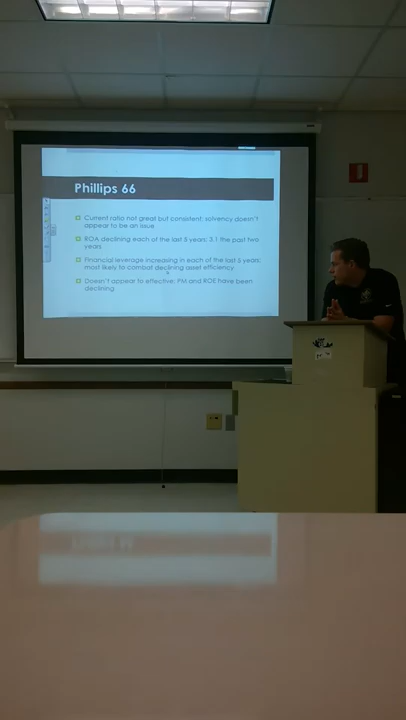 Phillips 66
Current ratio not great but consistent; solvency doesn't
appear to be an issue
ROA declining each of the last 5 years; 3.1 the past two
years
Financial leverage increasing in each of the last 5 years;
most likely to combat declining asset efficiency
Doesn't appear to effective; PM and ROE have been
declining